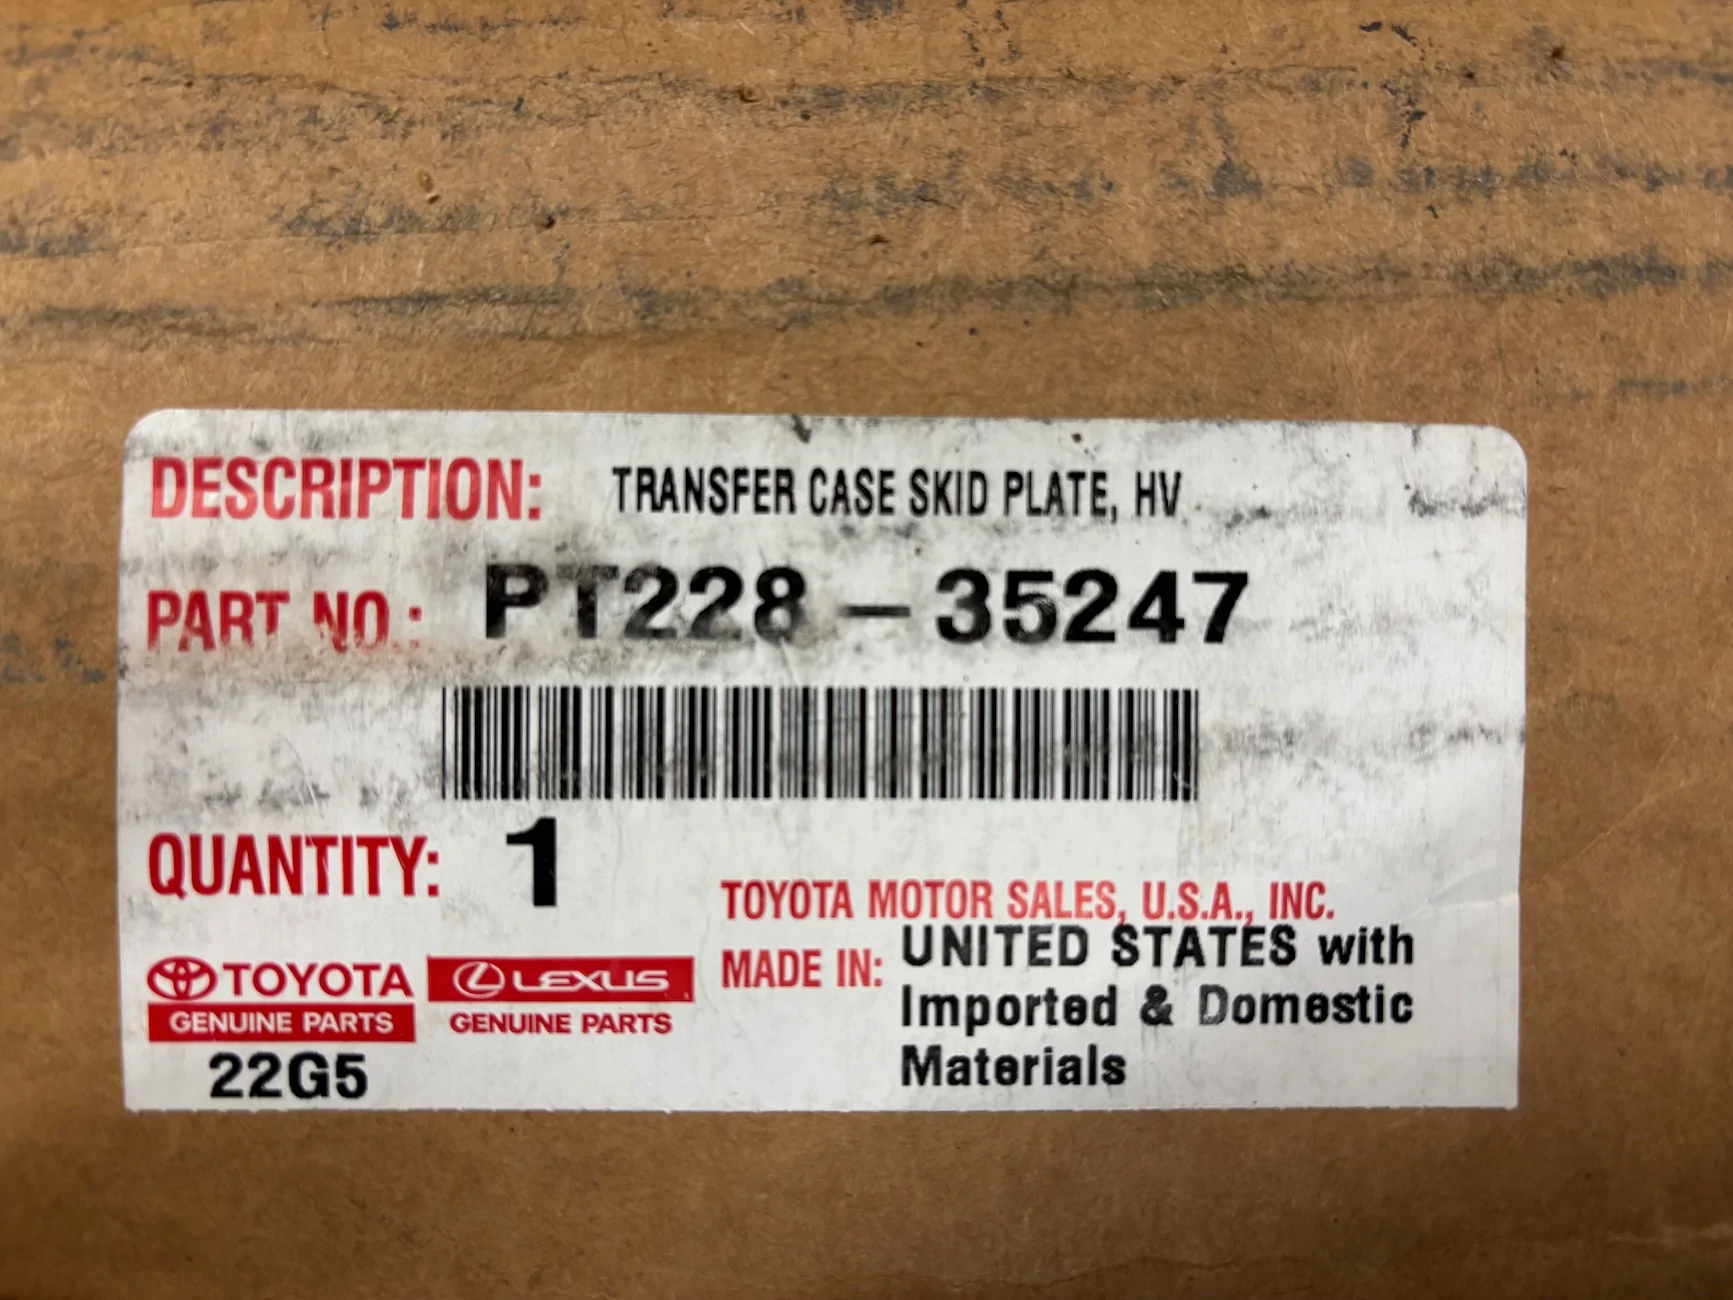 DESCRIPTION: TRANSFER CASE SKID PLATE, HV
PART NO.: PT228-35247
QUANTITY: 1
TOYOTA MOTOR SALES, U.S.A., INC.
MADE IN: UNITED STATES with
Imported & Domestic
Materials
TOYOTA
GENUINE PARTS
LEXUS
GENUINE PARTS
22G5